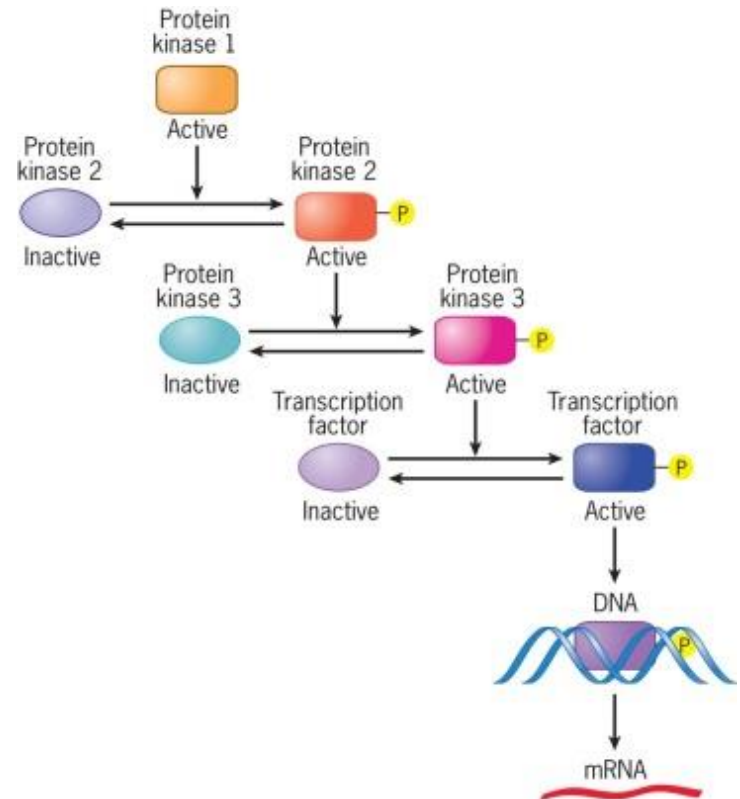 Protein
kinase 1
Active
Protein
kinase 2
Inactive
Protein
kinase 2
P
Active
Protein
kinase 3
Inactive
Protein
kinase 3
P
Active
Transcription
factor
Inactive
Transcription
factor
P
Active
DNA
P
mRNA